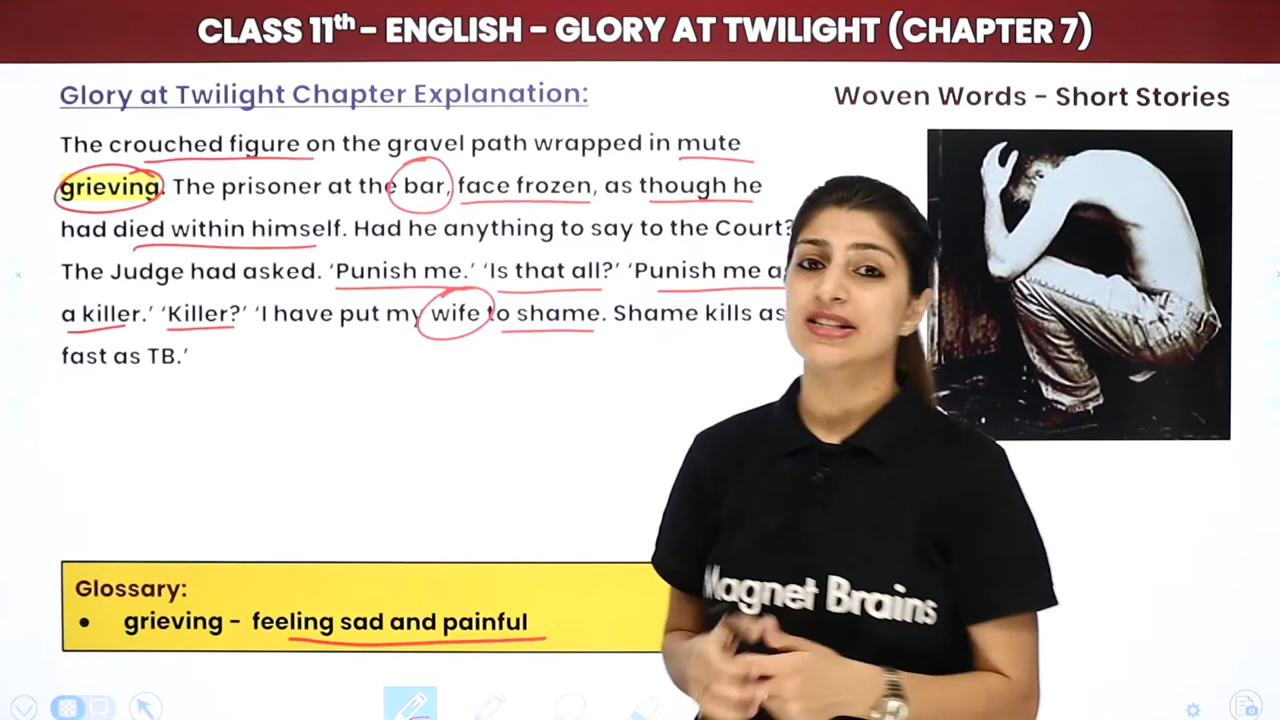 CLASS 11th – ENGLISH – GLORY AT TWILIGHT (CHAPTER 7)
Glory at Twilight Chapter Explanation:
Woven Words – Short Stories
The crouched figure on the gravel path wrapped in mute
grieving. The prisoner at the bar, face frozen, as though he
had died within himself. Had he anything to say to the Court?
The Judge had asked. ‘Punish me.’ ‘Is that all?’ ‘Punish me a
a killer.’ ‘Killer?’ ‘I have put my wife to shame. Shame kills as
fast as TB.’
Glossary:
• grieving – feeling sad and painful
Magnet Brains